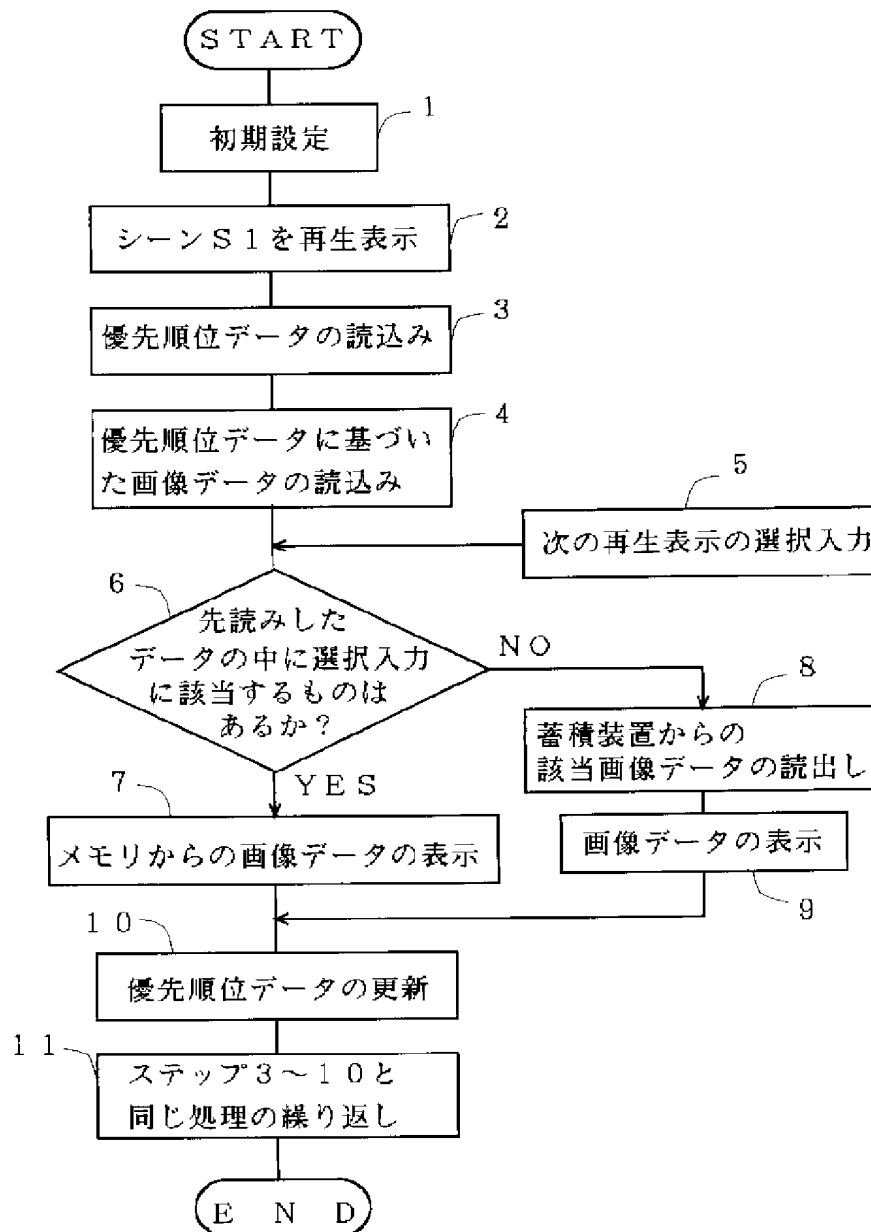 START
1
初期設定
2
シーンS1を再生表示
3
優先順位データの読込み
4
優先順位データに基づい
た画像データの読込み
5
次の再生表示の選択入力
6
先読みした
データの中に選択入力
に該当するものは
あるか?
NO
YES
8
蓄積装置からの
該当画像データの読出し
7
メモリからの画像データの表示
画像データの表示
9
10
優先順位データの更新
11
ステップ3～10と
同じ処理の繰り返し
END